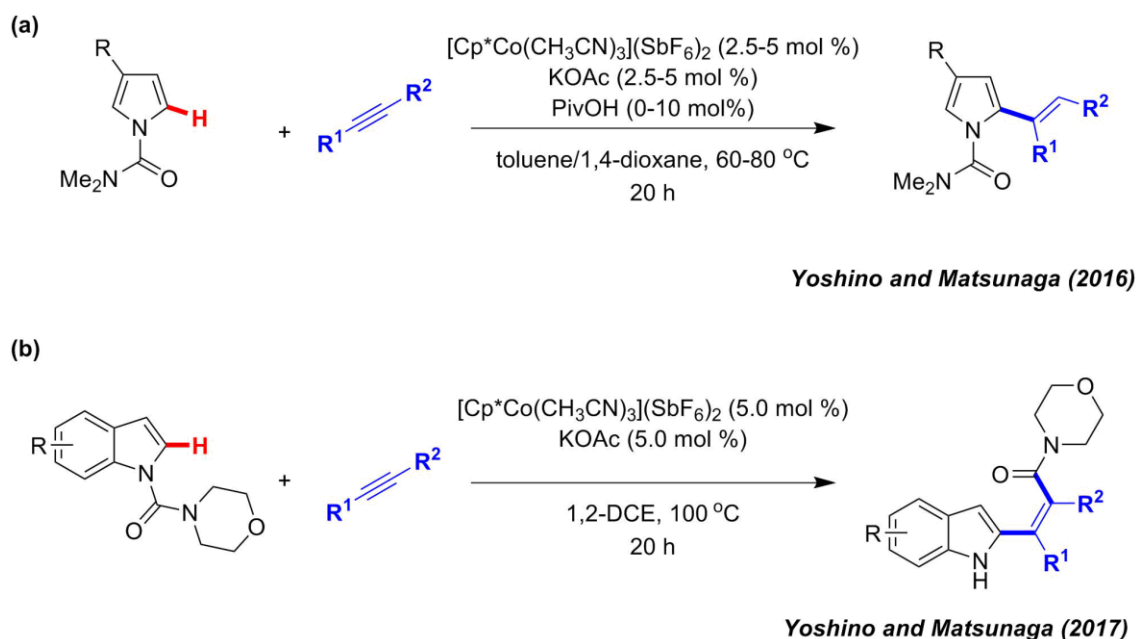 (a)
R
H
N
Me2N
O
+
R1
R2
[Cp*Co(CH3CN)3](SbF6)2 (2.5-5 mol %)
KOAc (2.5-5 mol %)
PivOH (0-10 mol%)
toluene/1,4-dioxane, 60-80 oC
20 h
R
N
Me2N
O
R2
R1
Yoshino and Matsunaga (2016)
(b)
R
H
N
O
N
O
+
R1
R2
[Cp*Co(CH3CN)3](SbF6)2 (5.0 mol %)
KOAc (5.0 mol %)
1,2-DCE, 100 oC
20 h
O
N
O
R2
R
R1
N
H
Yoshino and Matsunaga (2017)